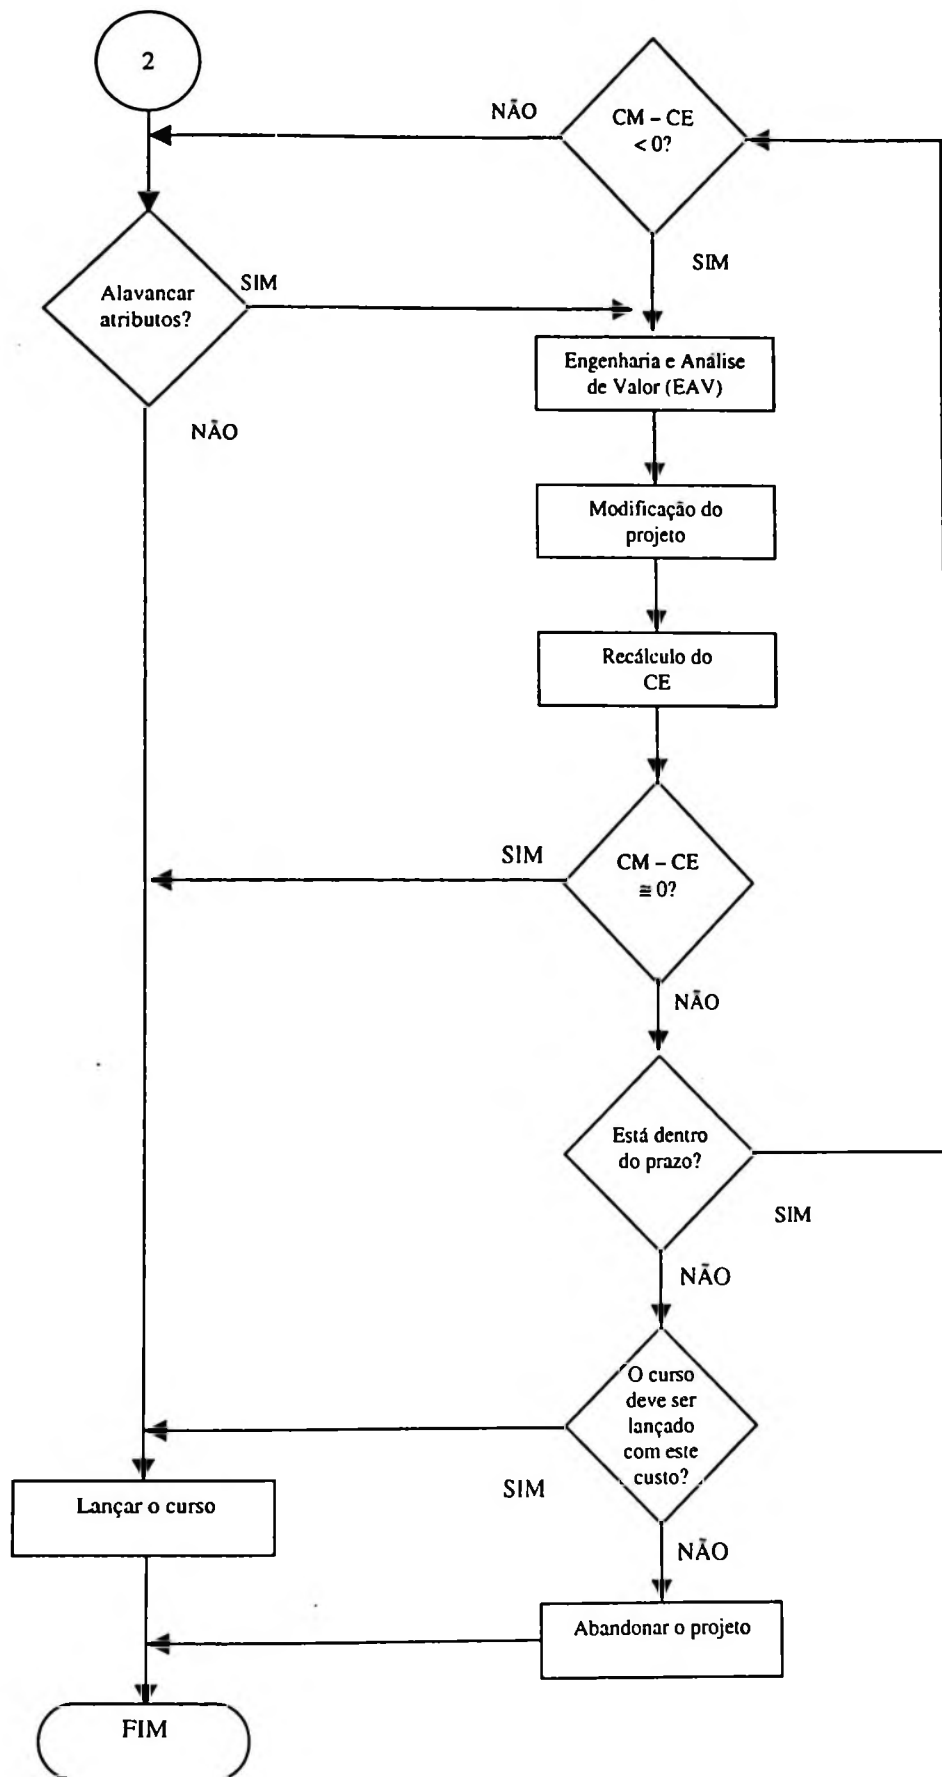 2
NÃO
CM – CE
< 0?
SIM
Alavancar
atributos?
SIM
NÃO
Engenharia e Análise
de Valor (EAV)
Modificação do
projeto
Recálculo do
CE
SIM
CM – CE
≅ 0?
NÃO
Está dentro
do prazo?
SIM
NÃO
O curso
deve ser
lançado
com este
custo?
SIM
NÃO
Lançar o curso
Abandonar o projeto
FIM